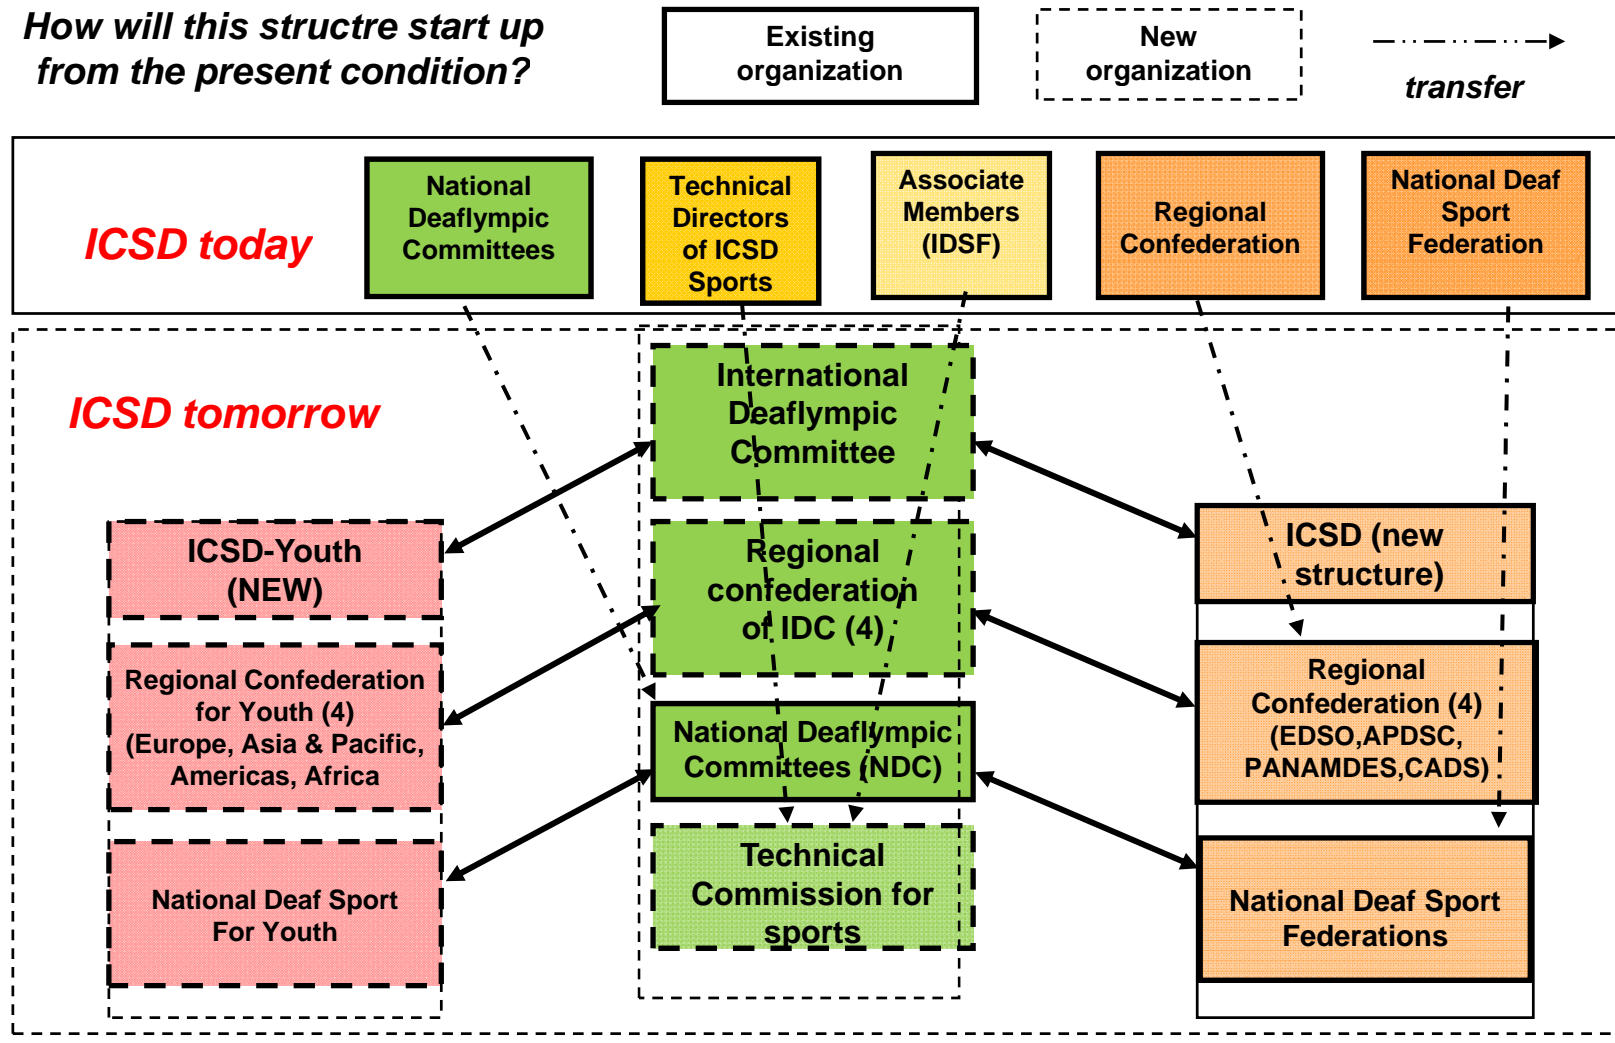 How will this structre start up
from the present condition?
Existing
organization
New
organization
transfer
ICSD today
National
Deaflympic
Committees
Technical
Directors
of ICSD
Sports
Associate
Members
(IDSF)
Regional
Confederation
National Deaf
Sport
Federation
ICSD tomorrow
International
Deaflympic
Committee
ICSD-Youth
(NEW)
Regional
confederation
of IDC (4)
ICSD (new
structure)
Regional Confederation
for Youth (4)
(Europe, Asia & Pacific,
Americas, Africa
National Deaflympic
Committees (NDC)
Regional
Confederation (4)
(EDSO,APDSC,
PANAMDES,CADS)
National Deaf Sport
For Youth
Technical
Commission for
sports
National Deaf Sport
Federations